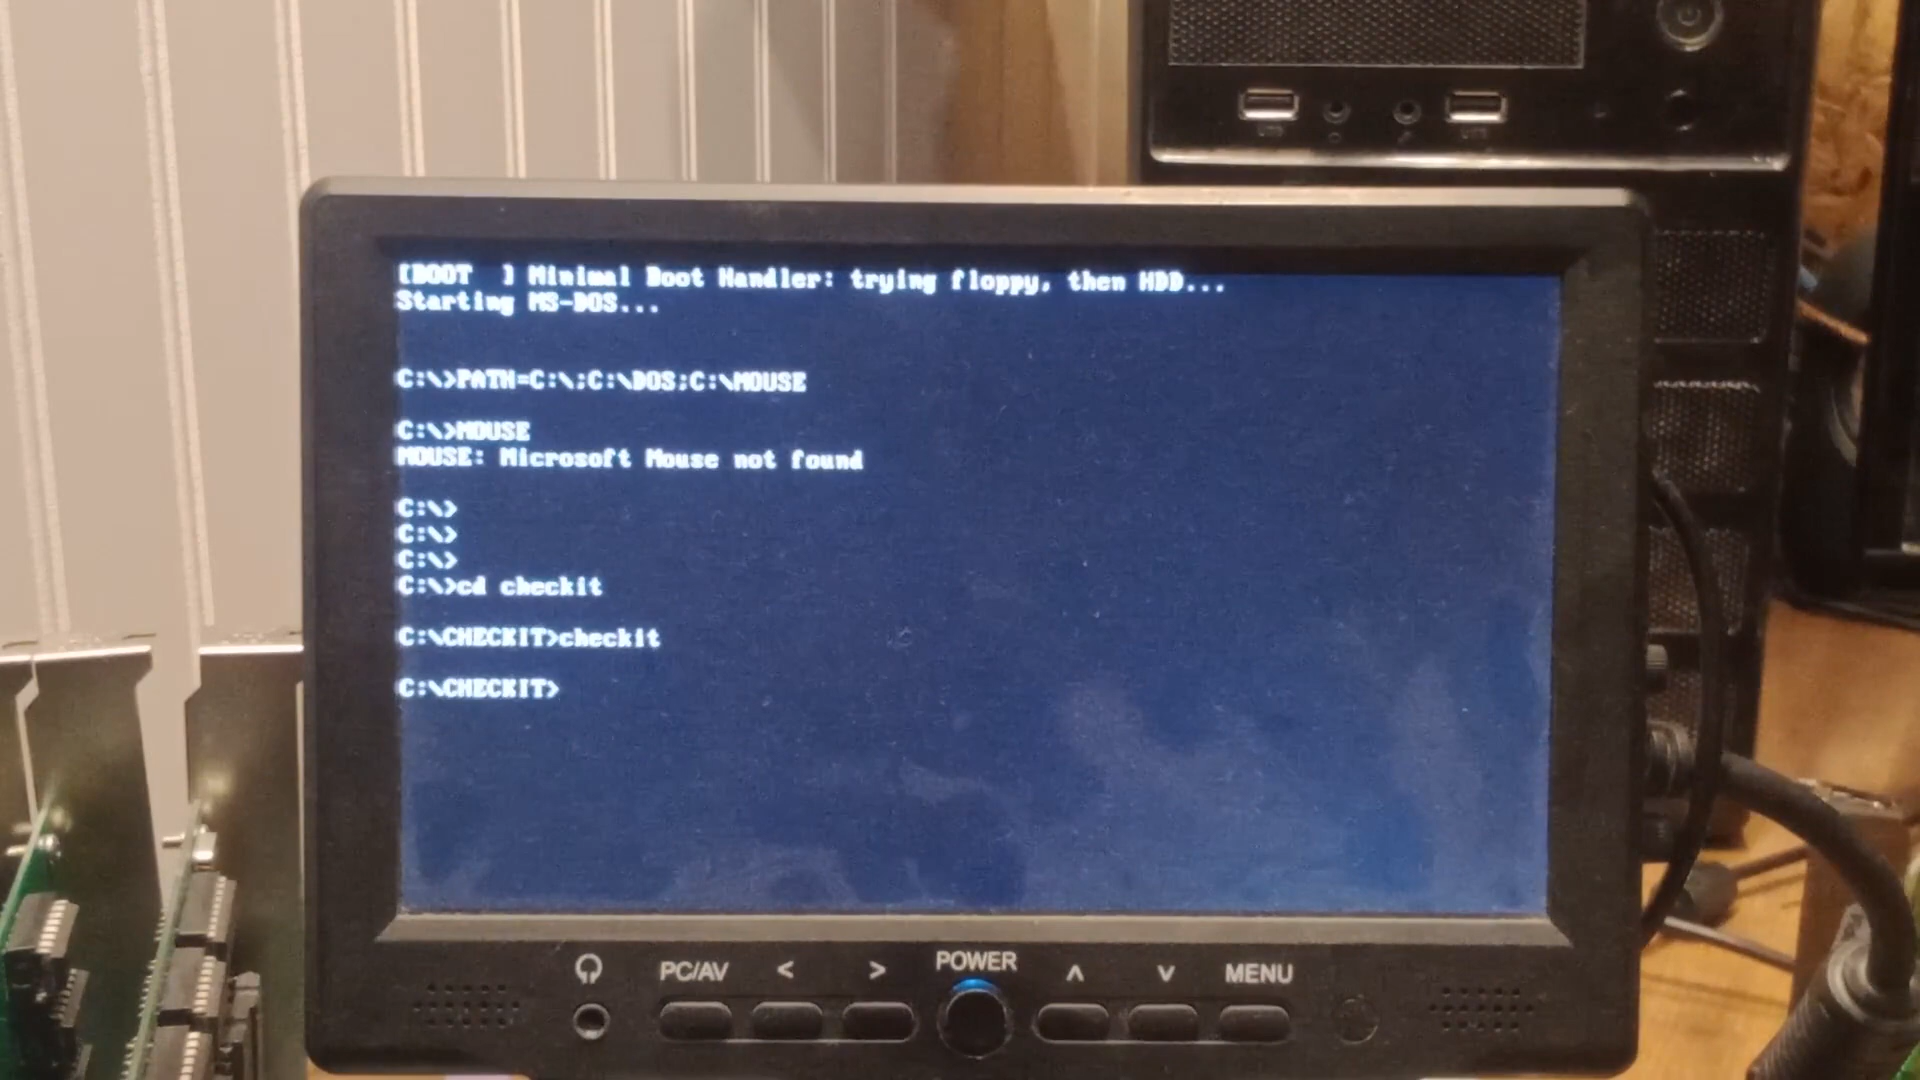 [BOOT  ] Minimal Boot Handler: trying floppy, then HDD...
Starting MS-DOS...
C:\>PATH=C:\;C:\DOS;C:\MOUSE
C:\>MOUSE
MOUSE: Microsoft Mouse not found
C:\>
C:\>
C:\>
C:\>cd checkit
C:\CHECKIT>checkit
C:\CHECKIT>
PC/AV < > POWER ∧ ∨ MENU